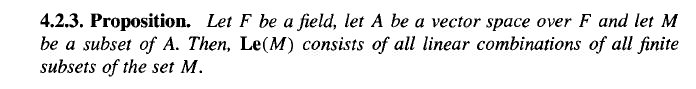 4.2.3. Proposition. Let F be a field, let A be a vector space over F and let M
be a subset of A. Then, Le(M) consists of all linear combinations of all finite
subsets of the set M.